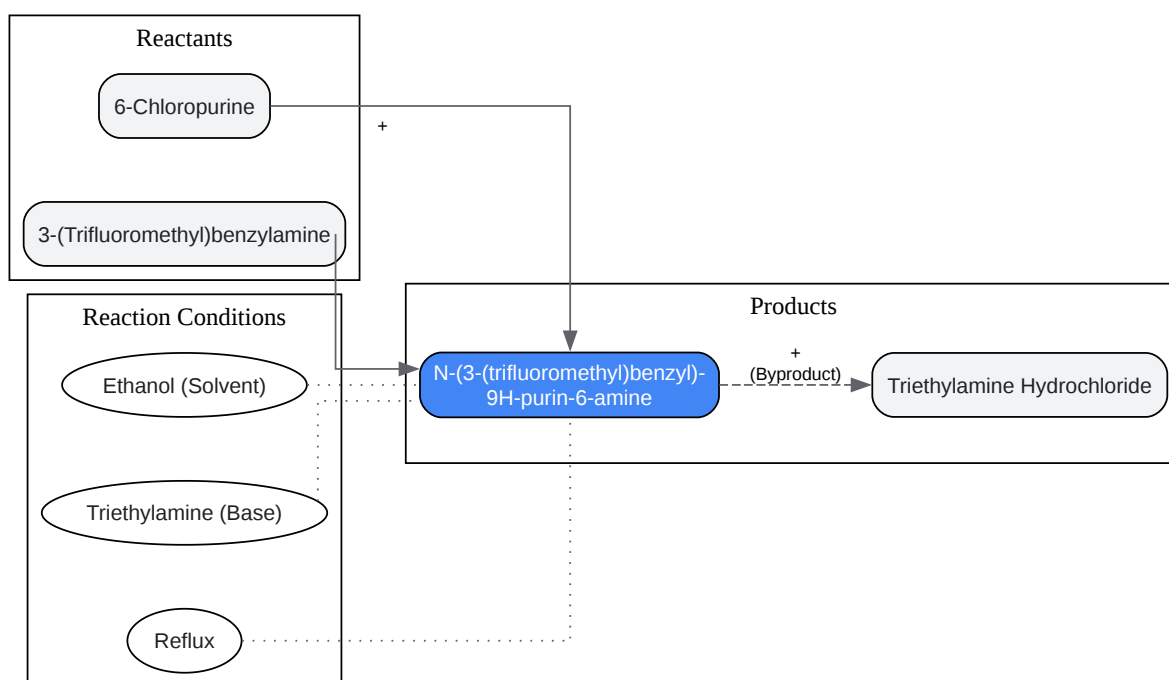 Reactants
6-Chloropurine
+
3-(Trifluoromethyl)benzylamine
Reaction Conditions
Ethanol (Solvent)
Triethylamine (Base)
Reflux
Products
N-(3-(trifluoromethyl)benzyl)-
9H-purin-6-amine
+
(Byproduct)
Triethylamine Hydrochloride